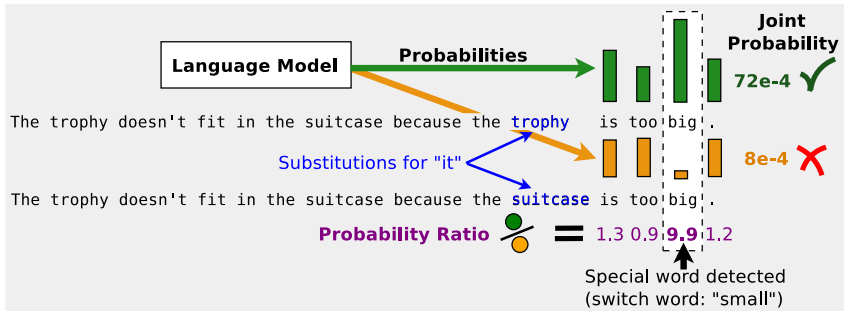 Joint
Probability
Language Model
Probabilities
72e-4
The trophy doesn't fit in the suitcase because the trophy is too big .
Substitutions for "it"
8e-4
The trophy doesn't fit in the suitcase because the suitcase is too big .
Probability Ratio = 1.3 0.9 9.9 1.2
Special word detected
(switch word: "small")